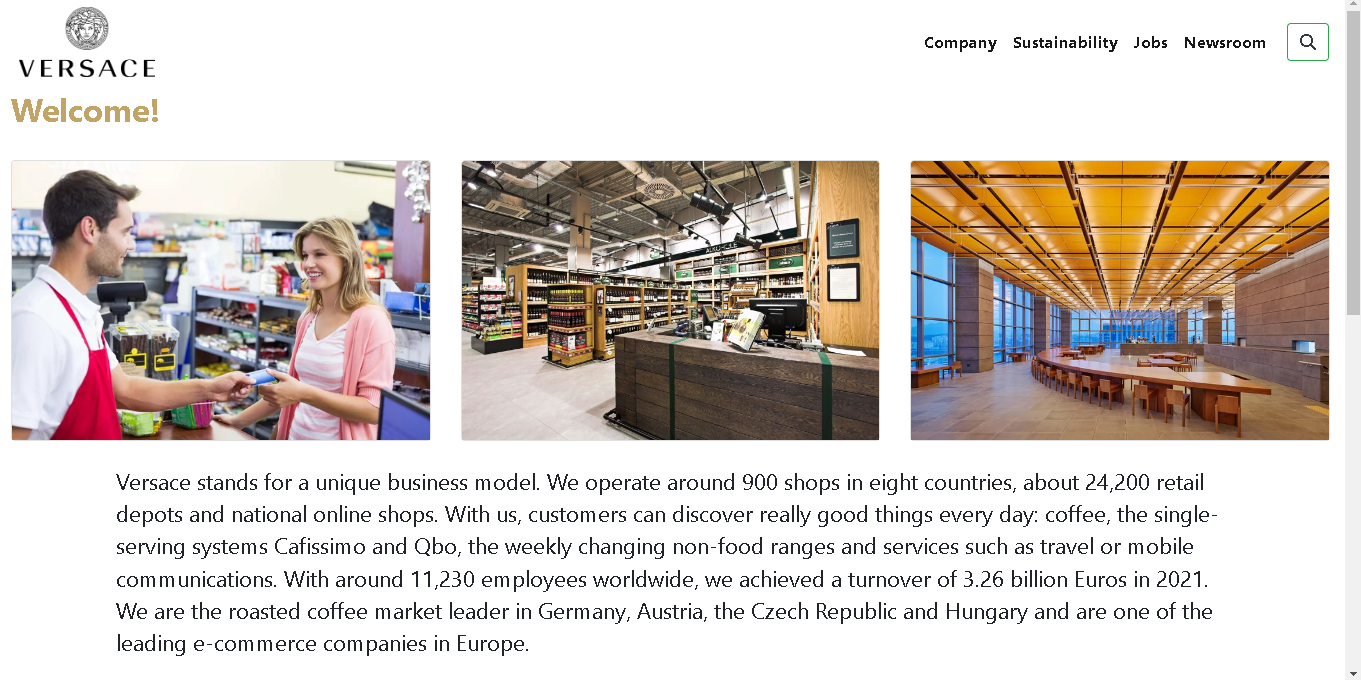 VERSACE
Company Sustainability Jobs Newsroom
Welcome!
ALKOHOLE
Versace stands for a unique business model. We operate around 900 shops in eight countries, about 24,200 retail
depots and national online shops. With us, customers can discover really good things every day: coffee, the single-
serving systems Cafissimo and Qbo, the weekly changing non-food ranges and services such as travel or mobile
communications. With around 11,230 employees worldwide, we achieved a turnover of 3.26 billion Euros in 2021.
We are the roasted coffee market leader in Germany, Austria, the Czech Republic and Hungary and are one of the
leading e-commerce companies in Europe.